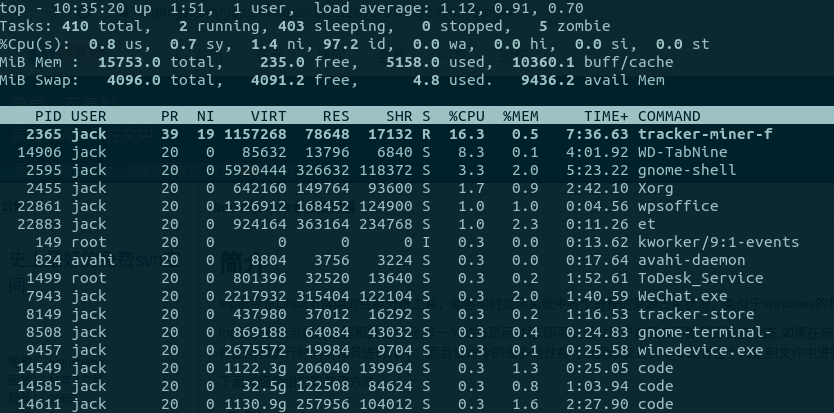 top - 10:35:20 up  1:51,  1 user,  load average: 1.12, 0.91, 0.70
Tasks: 410 total,   2 running, 403 sleeping,   0 stopped,   5 zombie
%Cpu(s):  0.8 us,  0.7 sy,  1.4 ni, 97.2 id,  0.0 wa,  0.0 hi,  0.0 si,  0.0 st
MiB Mem :  15753.0 total,    235.0 free,   5158.0 used,  10360.1 buff/cache
MiB Swap:   4096.0 total,   4091.2 free,      4.8 used.   9436.2 avail Mem
PID USER      PR  NI    VIRT    RES    SHR S  %CPU  %MEM     TIME+ COMMAND
2365 jack      39  19 1157268  78648  17132 R  16.3   0.5   7:36.63 tracker-miner-f
14906 jack      20   0   85632  13796   6840 S   8.3   0.1   4:01.92 WD-TabNine
2595 jack      20   0 5920444 326632 118372 S   3.3   2.0   5:23.22 gnome-shell
2455 jack      20   0  642160 149764  93600 S   1.7   0.9   2:42.10 Xorg
22861 jack      20   0 1326912 168452 124900 S   1.0   1.0   0:04.56 wpsoffice
22883 jack      20   0  924164 363164 234768 S   1.0   2.3   0:11.26 et
149 root      20   0       0      0      0 I   0.3   0.0   0:13.62 kworker/9:1-events
824 avahi     20   0    8804   3756   3224 S   0.3   0.0   0:17.64 avahi-daemon
1499 root      20   0  801396  32520  13640 S   0.3   0.2   1:52.61 ToDesk_Service
7943 jack      20   0 3217232 315404 127164 S   0.3   2.0   1:40.51 WeChat.exe
8149 jack      20   0  437980  37012  16292 S   0.3   0.2   1:16.53 tracker-store
8508 jack      20   0  869188  64084  43032 S   0.3   0.4   0:24.83 gnome-terminal-
9457 jack      20   0 2675572  19984   9704 S   0.3   0.1   0:25.58 winedevice.exe
14549 jack      20   0 1122.3g 206040 139964 S   0.3   1.3   0:25.05 code
14585 jack      20   0   32.5g 122508  84624 S   0.3   0.8   1:03.94 code
14611 jack      20   0 1130.9g 257956 104012 S   0.3   1.6   2:27.90 code
简介